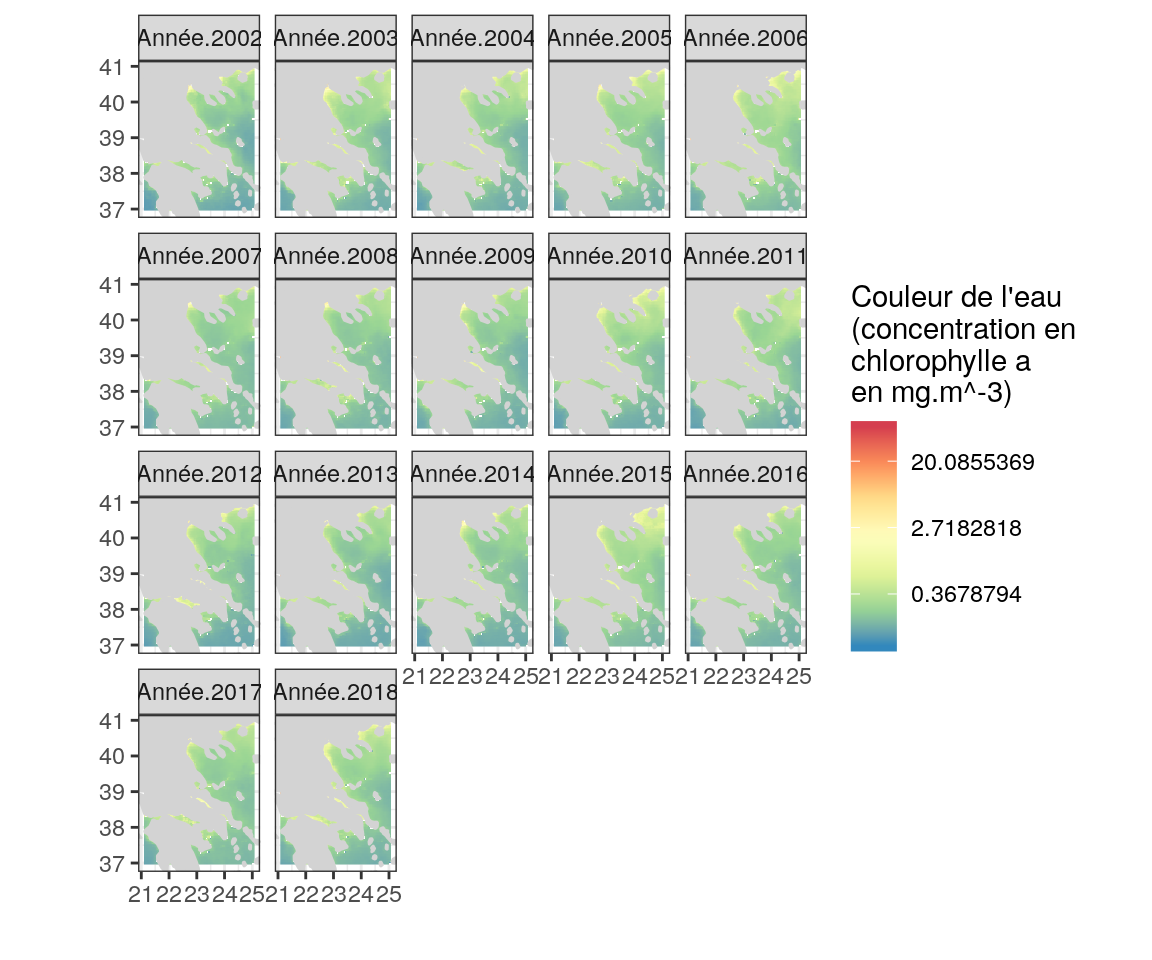 Année.2002 Année.2003 Année.2004 Année.2005 Année.2006
41
40
39
38
37
Année.2007 Année.2008 Année.2009 Année.2010 Année.2011
41
40
39
38
37
Année.2012 Année.2013 Année.2014 Année.2015 Année.2016
41
40
39
38
37
21 22 23 24 25 21 22 23 24 25 21 22 23 24 25
Année.2017 Année.2018
41
40
39
38
37
21 22 23 24 25 21 22 23 24 25
Couleur de l'eau
(concentration en
chlorophylle a
en mg.m^-3)
20.0855369
2.7182818
0.3678794